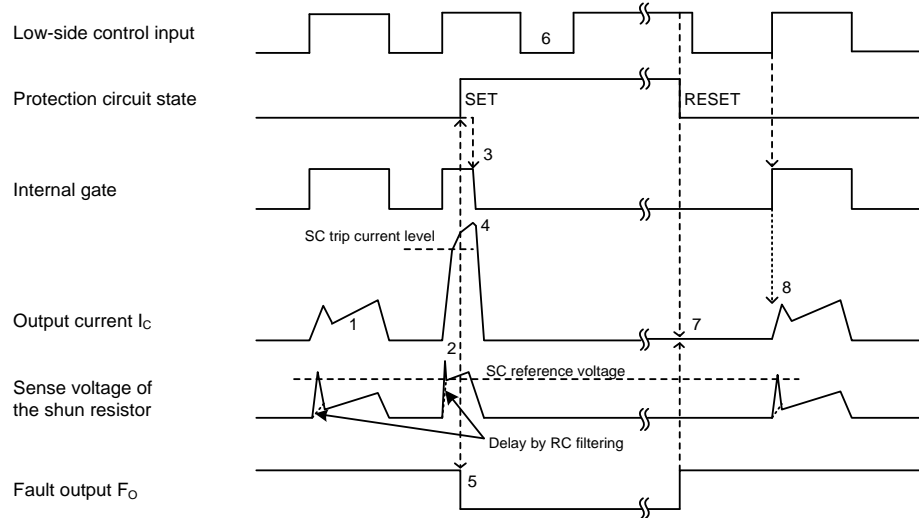 Low-side control input
6
Protection circuit state
SET
RESET
3
Internal gate
4
SC trip current level
8
Output current IC
1
7
2
SC reference voltage
Sense voltage of
the shun resistor
Delay by RC filtering
5
Fault output FO